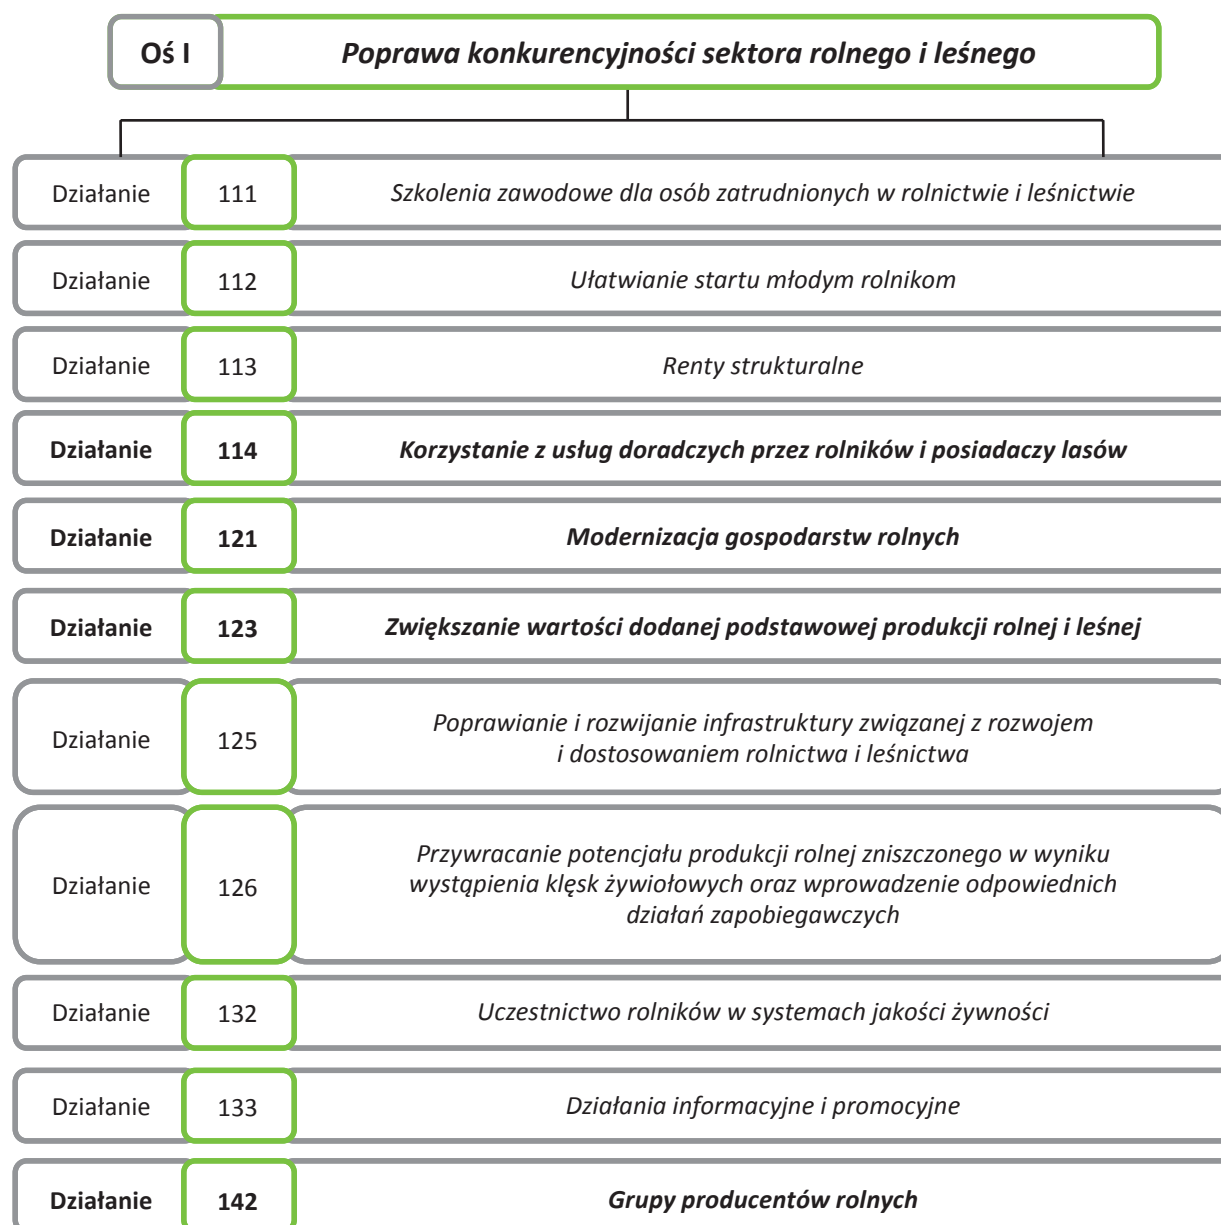 Oś I Poprawa konkurencyjności sektora rolnego i leśnego
Działanie 111 Szkolenia zawodowe dla osób zatrudnionych w rolnictwie i leśnictwie
Działanie 112 Ułatwianie startu młodym rolnikom
Działanie 113 Renty strukturalne
Działanie 114 Korzystanie z usług doradczych przez rolników i posiadaczy lasów
Działanie 121 Modernizacja gospodarstw rolnych
Działanie 123 Zwiększanie wartości dodanej podstawowej produkcji rolnej i leśnej
Działanie 125 Poprawianie i rozwijanie infrastruktury związanej z rozwojem
i dostosowaniem rolnictwa i leśnictwa
Działanie 126 Przywracanie potencjału produkcji rolnej zniszczonego w wyniku
wystąpienia klęsk żywiołowych oraz wprowadzenie odpowiednich
działań zapobiegawczych
Działanie 132 Uczestnictwo rolników w systemach jakości żywności
Działanie 133 Działania informacyjne i promocyjne
Działanie 142 Grupy producentów rolnych